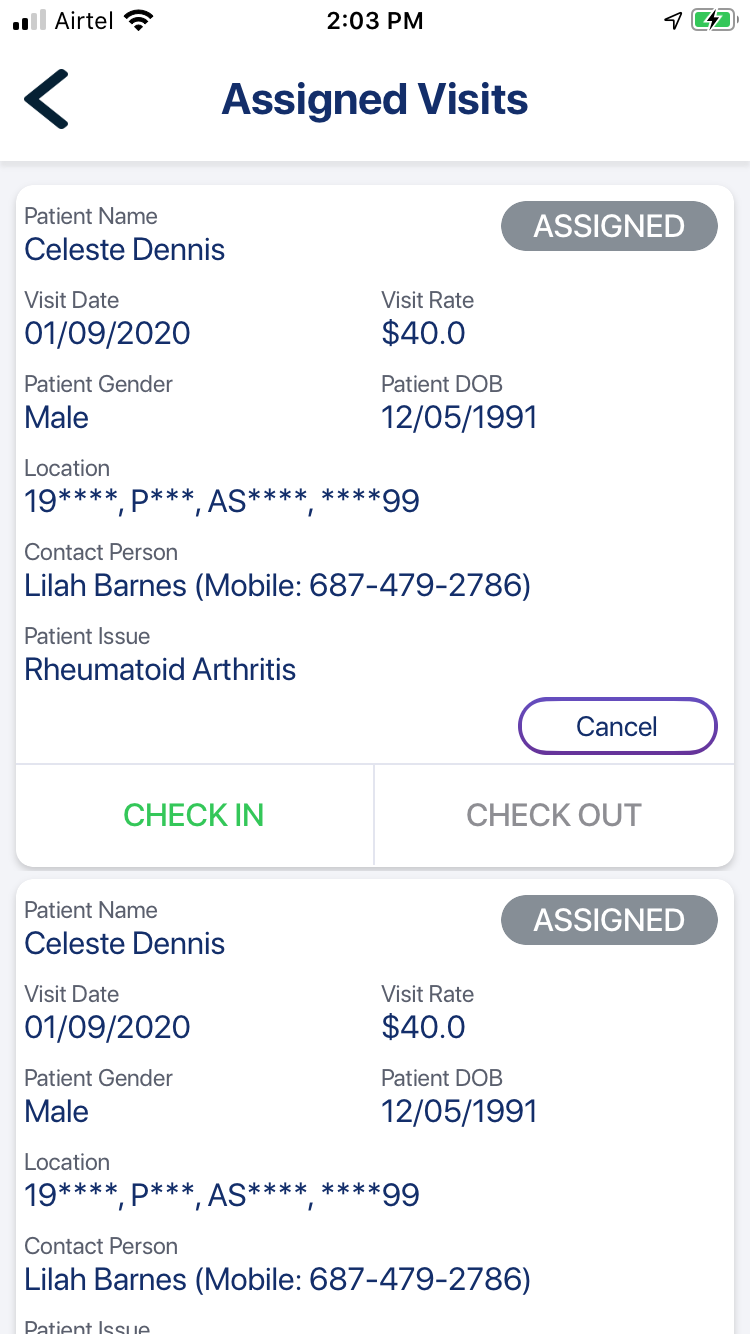 Airtel 2:03 PM
Assigned Visits
Patient Name
ASSIGNED
Celeste Dennis
Visit Date Visit Rate
01/09/2020 $40.0
Patient Gender Patient DOB
Male 12/05/1991
Location
19****, P***, AS****, ****99
Contact Person
Lilah Barnes (Mobile: 687-479-2786)
Patient Issue
Rheumatoid Arthritis
Cancel
CHECK IN CHECK OUT
Patient Name
ASSIGNED
Celeste Dennis
Visit Date Visit Rate
01/09/2020 $40.0
Patient Gender Patient DOB
Male 12/05/1991
Location
19****, P***, AS****, ****99
Contact Person
Lilah Barnes (Mobile: 687-479-2786)
Patient Issue